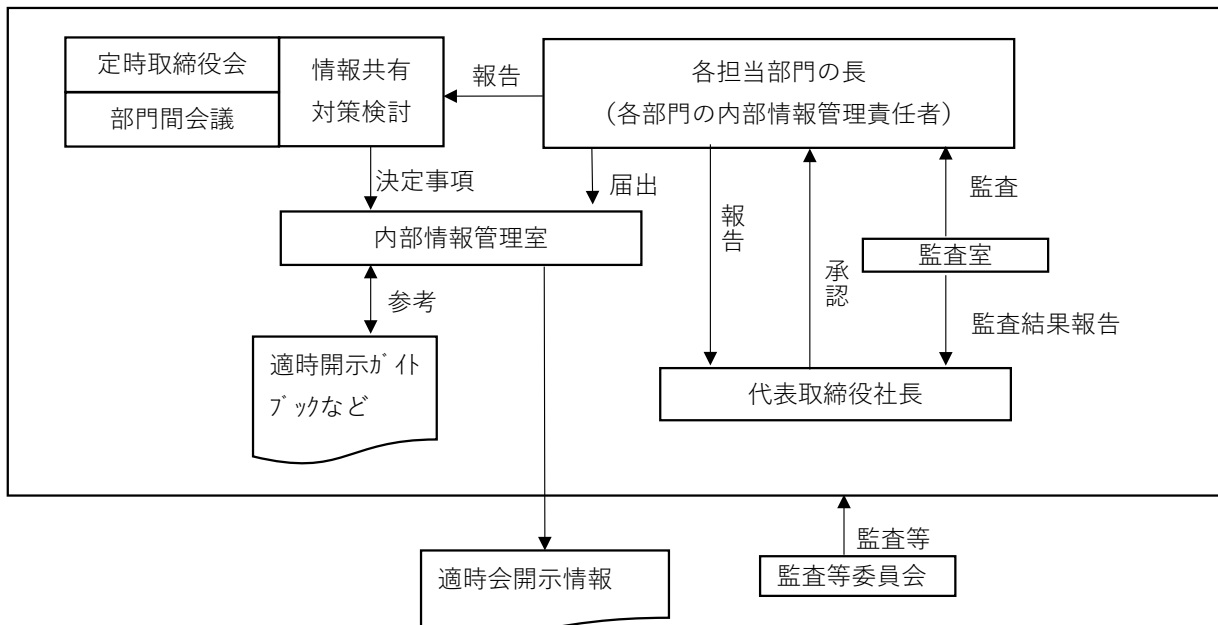 定時取締役会
部門間会議
情報共有
対策検討
報告
各担当部門の長
（各部門の内部情報管理責任者）
決定事項
届出
報告
承認
監査
内部情報管理室
監査室
参考
監査結果報告
適時開示ｶﾞｲﾄ
ﾌﾞｯｸなど
代表取締役社長
監査等
適時会開示情報
監査等委員会